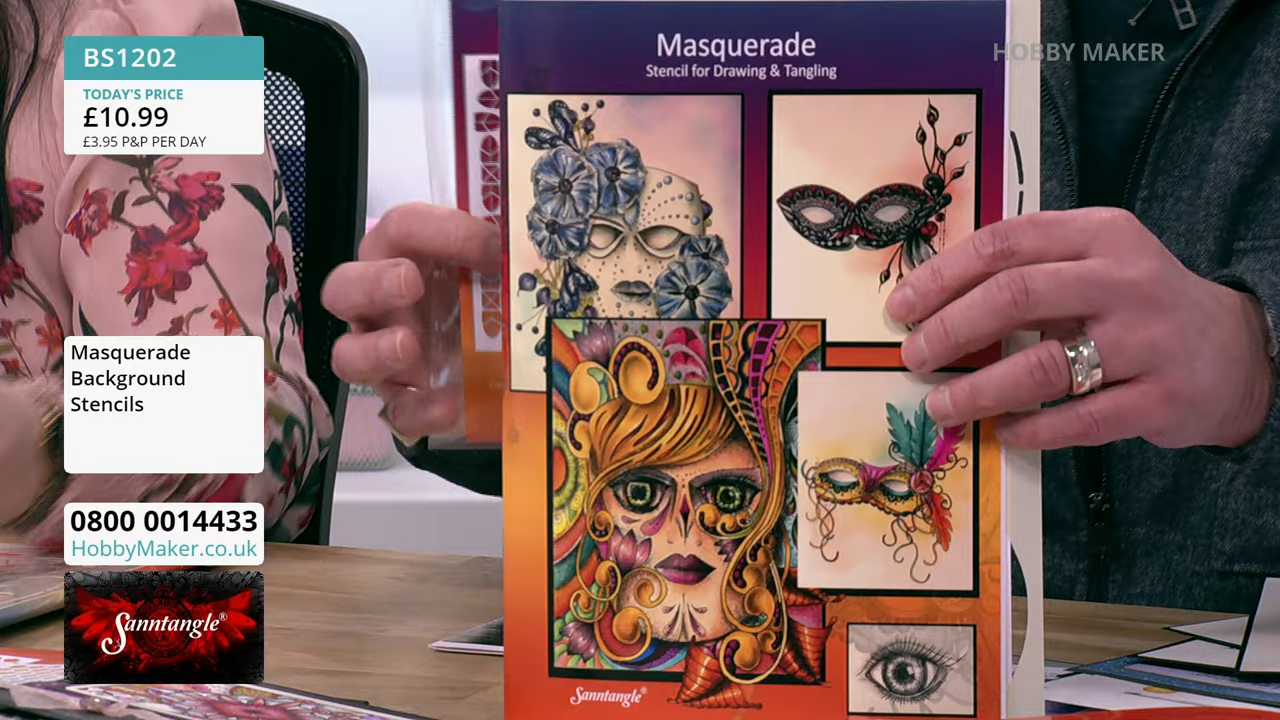 BS1202
TODAY'S PRICE
£10.99
£3.95 P&P PER DAY
Masquerade
Background
Stencils
0800 0014433
HobbyMaker.co.uk
Sanntangle®
HOBBY MAKER
Masquerade
Stencil for Drawing & Tangling
Sanntangle®